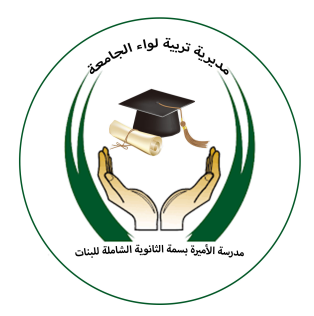 مديرية تربية لواء الجامعة
مدرسة الأميرة بسمة الثانوية الشاملة للبنات